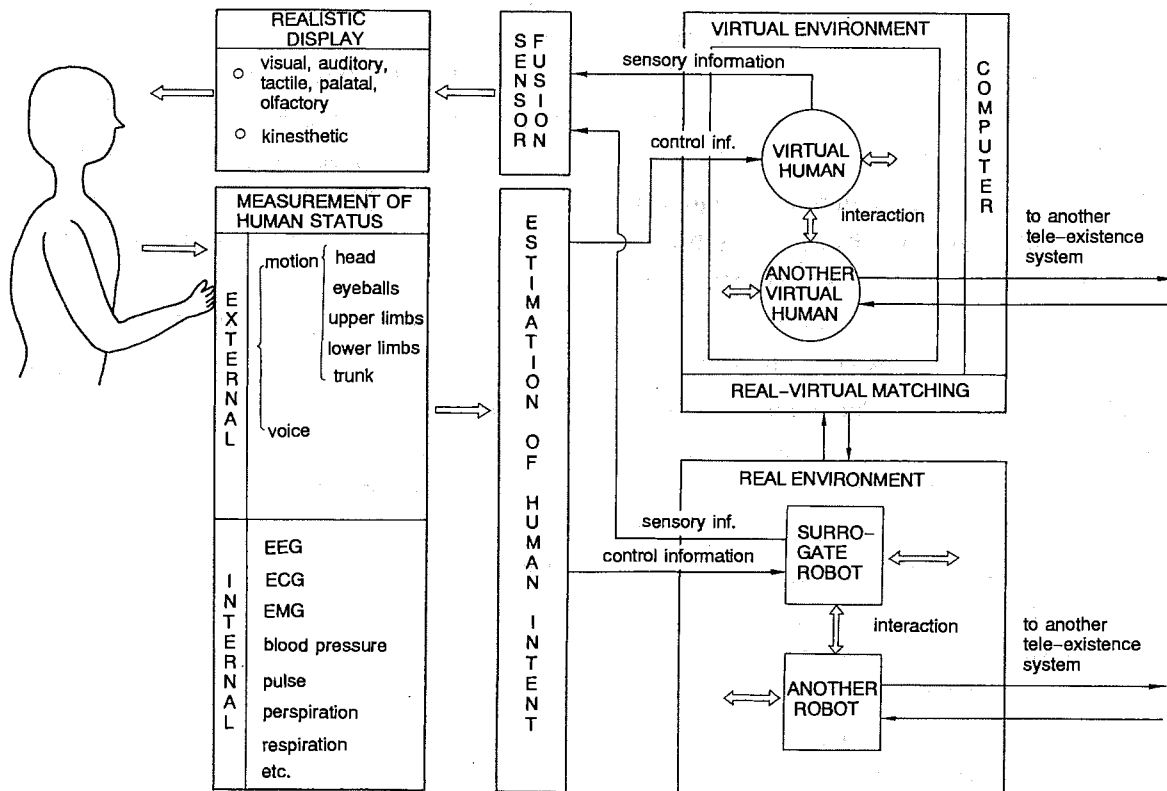 REALISTIC
DISPLAY
visual, auditory,
tactile, palatal,
olfactory
kinesthetic
SENSOR
FUSION
MEASUREMENT OF
HUMAN STATUS
EXTERNAL
motion
head
eyeballs
upper limbs
lower limbs
trunk
voice
INTERNAL
EEG
ECG
EMG
blood pressure
pulse
perspiration
respiration
etc.
ESTIMATION OF HUMAN INTENT
VIRTUAL ENVIRONMENT
COMPUTER
sensory information
control inf.
VIRTUAL
HUMAN
interaction
ANOTHER
VIRTUAL
HUMAN
to another
tele-existence
system
REAL-VIRTUAL MATCHING
REAL ENVIRONMENT
sensory inf.
control information
SURRO-
GATE
ROBOT
interaction
ANOTHER
ROBOT
to another
tele-existence
system